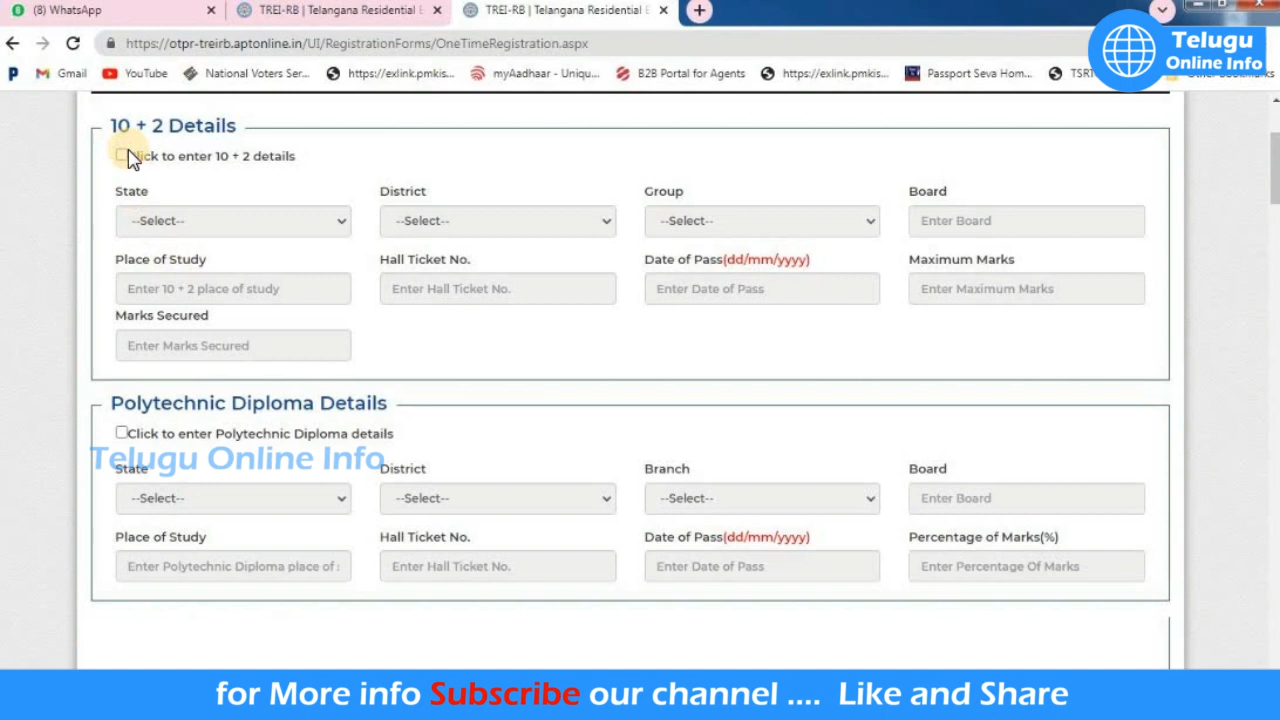 (8) WhatsApp
TREI-RB | Telangana Residential E
TREI-RB | Telangana Residential E
https://otpr-treirb.aptonline.in/UI/RegistrationForms/OneTimeRegistration.aspx
Telugu
Online Info
Gmail YouTube National Voters Ser... https://exlink.pmkis... myAadhaar - Uniqu... B2B Portal for Agents https://exlink.pmkis... Passport Seva Hom... Other bookmarks
10 + 2 Details
to enter 10 + 2 details
State District Group Board
--Select-- --Select-- --Select-- Enter Board
Place of Study Hall Ticket No. Date of Pass(dd/mm/yyyy) Maximum Marks
Enter 10 + 2 place of study Enter Hall Ticket No. Enter Date of Pass Enter Maximum Marks
Marks Secured
Enter Marks Secured
Polytechnic Diploma Details
Click to enter Polytechnic Diploma details
Telugu Online Info
State District Branch Board
--Select-- --Select-- --Select-- Enter Board
Place of Study Hall Ticket No. Date of Pass(dd/mm/yyyy) Percentage of Marks(%)
Enter Polytechnic Diploma place of Enter Hall Ticket No. Enter Date of Pass Enter Percentage Of Marks
for More info Subscribe our channel .... Like and Share